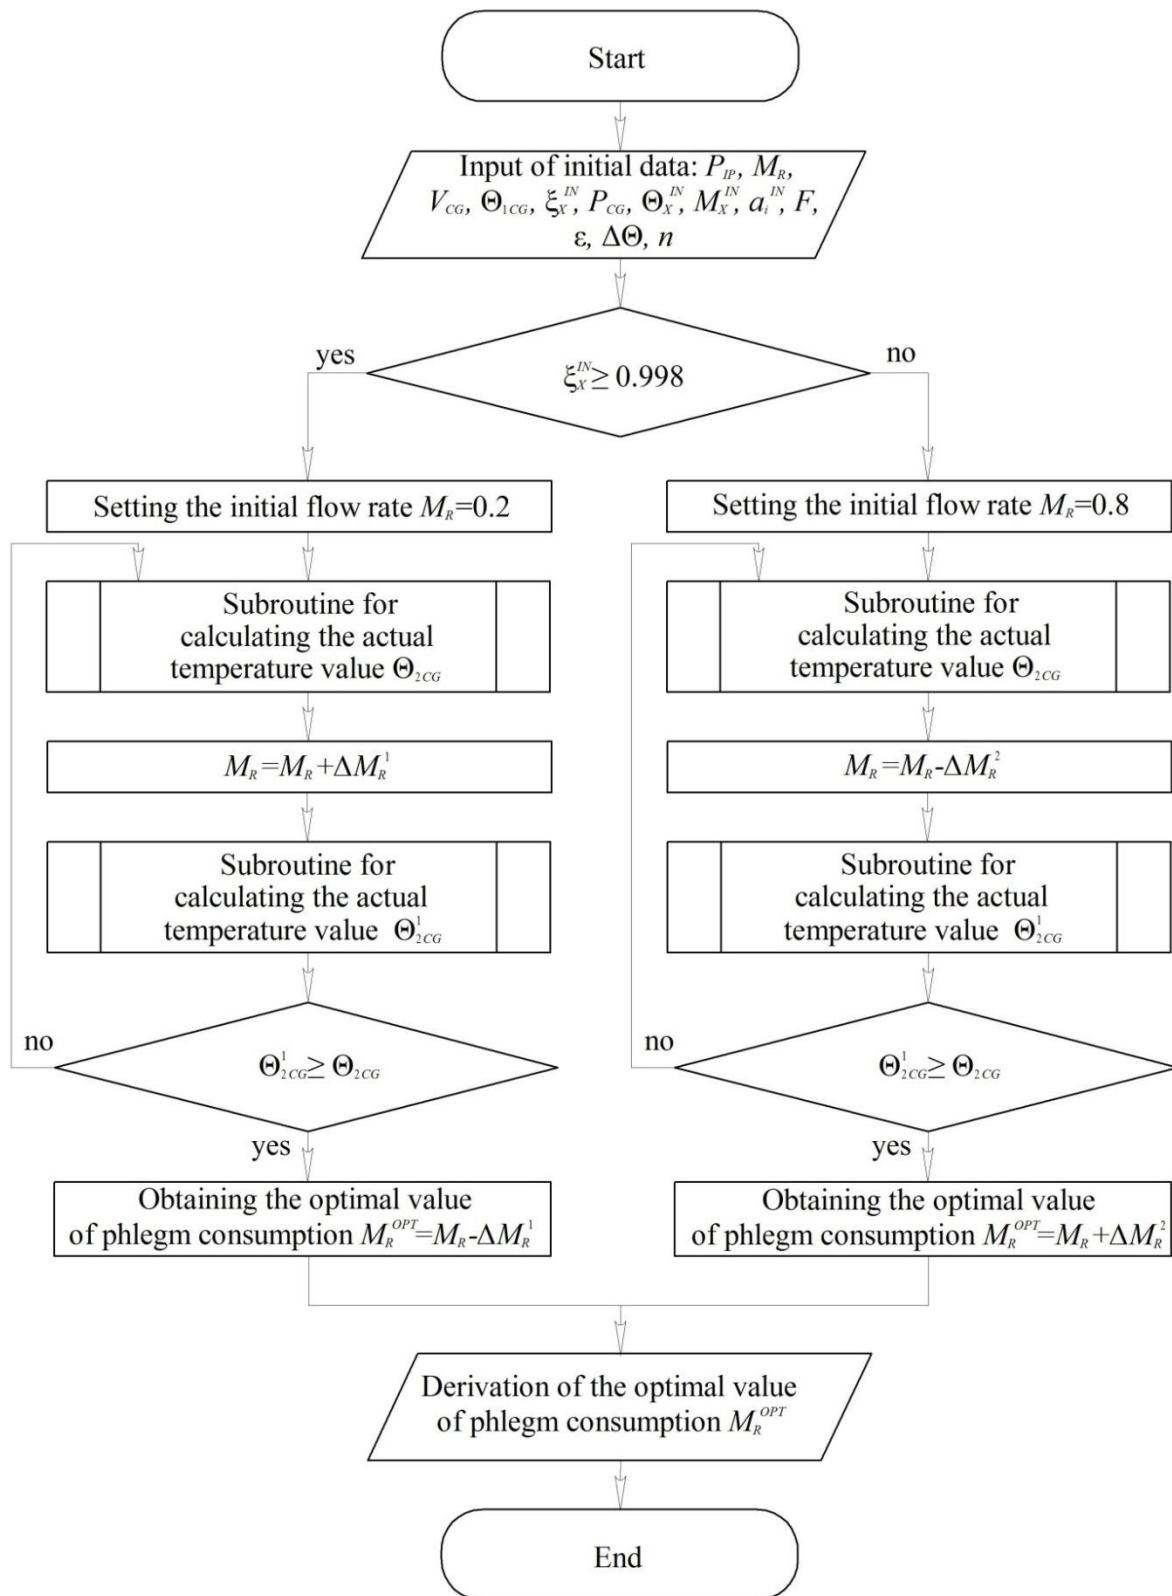 Start
Input of initial data: P_IP, M_R,
V_CG, Θ_1CG, ξ_X^IN, P_CG, Θ_X^IN, M_X^IN, a_i^IN, F,
ε, ΔΘ, n
yes
no
ξ_X^IN ≥ 0.998
Setting the initial flow rate M_R=0.2
Setting the initial flow rate M_R=0.8
Subroutine for
calculating the actual
temperature value Θ_2CG
Subroutine for
calculating the actual
temperature value Θ_2CG
M_R=M_R+ΔM_R^1
M_R=M_R-ΔM_R^2
Subroutine for
calculating the actual
temperature value Θ_2CG^1
Subroutine for
calculating the actual
temperature value Θ_2CG^1
no
Θ_2CG^1 ≥ Θ_2CG
no
Θ_2CG^1 ≥ Θ_2CG
yes
yes
Obtaining the optimal value
of phlegm consumption M_R^OPT=M_R-ΔM_R^1
Obtaining the optimal value
of phlegm consumption M_R^OPT=M_R+ΔM_R^2
Derivation of the optimal value
of phlegm consumption M_R^OPT
End